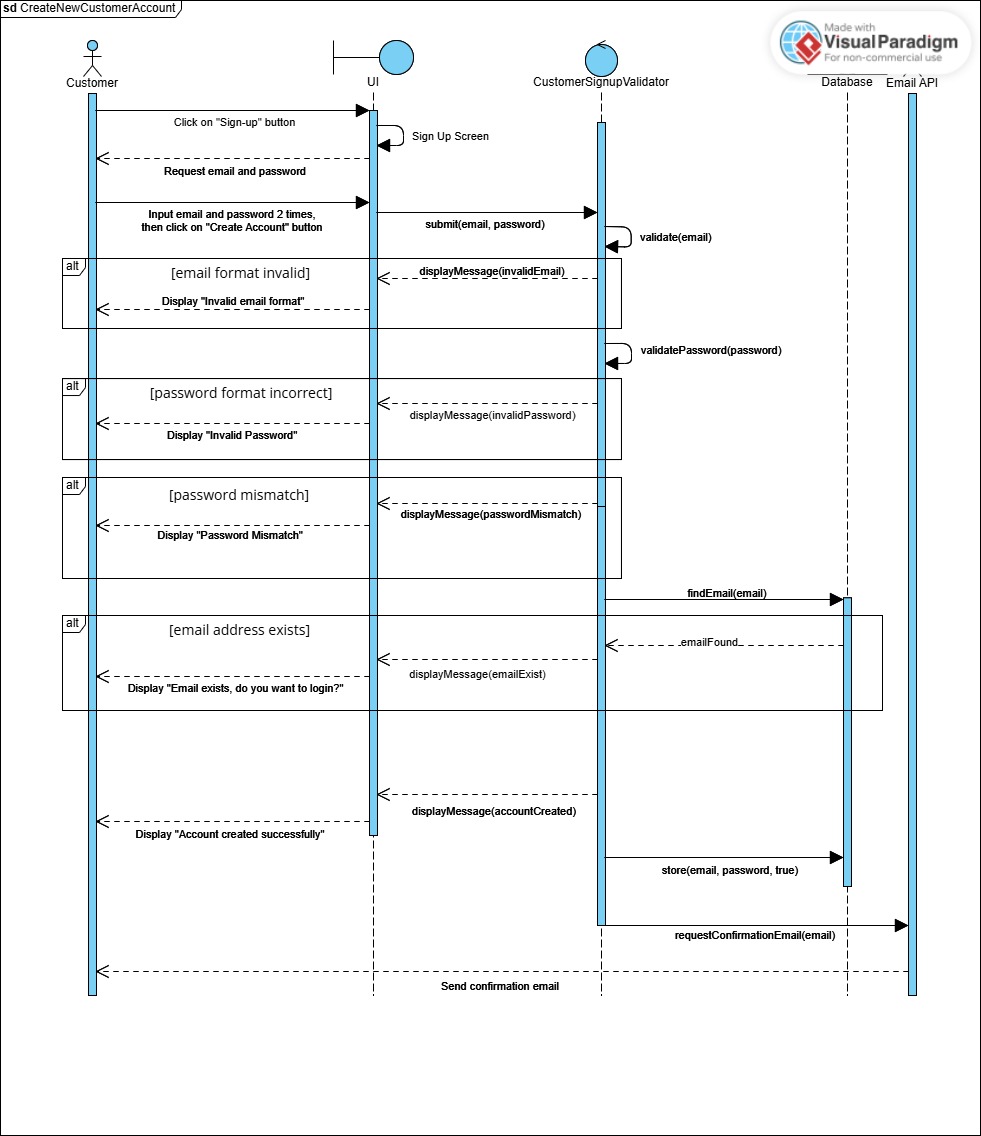 sd CreateNewCustomerAccount
Made with
Visual Paradigm
For non-commercial use
Customer
UI
CustomerSignupValidator
Database
Email API
Click on "Sign-up" button
Sign Up Screen
Request email and password
Input email and password 2 times,
then click on "Create Account" button
submit(email, password)
validate(email)
alt
[email format invalid]
displayMessage(invalidEmail)
Display "Invalid email format"
validatePassword(password)
alt
[password format incorrect]
displayMessage(invalidPassword)
Display "Invalid Password"
alt
[password mismatch]
displayMessage(passwordMismatch)
Display "Password Mismatch"
findEmail(email)
alt
[email address exists]
emailFound
displayMessage(emailExist)
Display "Email exists, do you want to login?"
displayMessage(accountCreated)
Display "Account created successfully"
store(email, password, true)
requestConfirmationEmail(email)
Send confirmation email